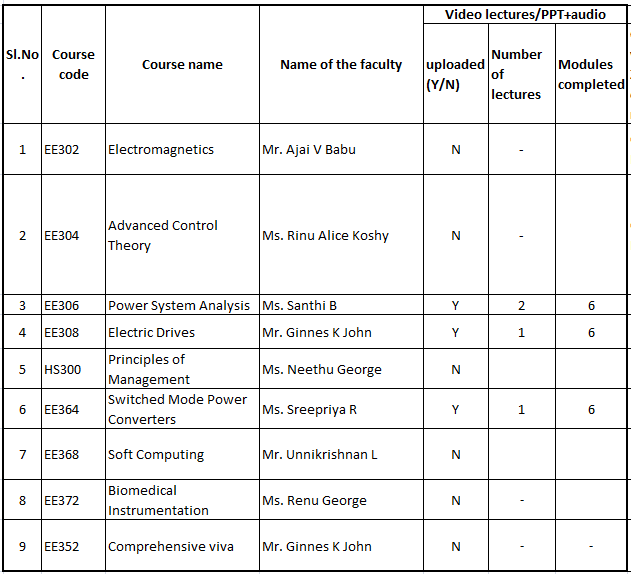 Video lectures/PPT+audio
Sl.No
.
Course
code
Course name
Name of the faculty
uploaded
(Y/N)
Number
of
lectures
Modules
completed
1 EE302 Electromagnetics Mr. Ajai V Babu N -
2 EE304 Advanced Control
Theory Ms. Rinu Alice Koshy N -
3 EE306 Power System Analysis Ms. Santhi B Y 2 6
4 EE308 Electric Drives Mr. Ginnes K John Y 1 6
5 HS300 Principles of
Management Ms. Neethu George N
6 EE364 Switched Mode Power
Converters Ms. Sreepriya R Y 1 6
7 EE368 Soft Computing Mr. Unnikrishnan L N
8 EE372 Biomedical
Instrumentation Ms. Renu George N -
9 EE352 Comprehensive viva Mr. Ginnes K John N - -